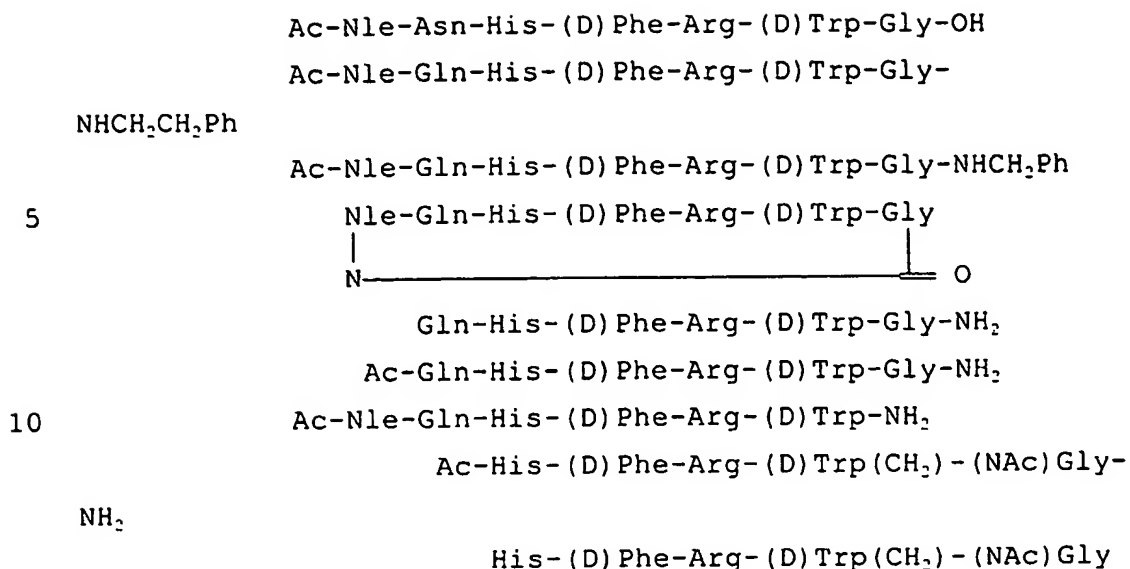 Ac-Nle-Asn-His-(D)Phe-Arg-(D)Trp-Gly-OH
Ac-Nle-Gln-His-(D)Phe-Arg-(D)Trp-Gly-
NHCH₂CH₂Ph
Ac-Nle-Gln-His-(D)Phe-Arg-(D)Trp-Gly-NHCH₂Ph
5 Nle-Gln-His-(D)Phe-Arg-(D)Trp-Gly
N O
Gln-His-(D)Phe-Arg-(D)Trp-Gly-NH₂
Ac-Gln-His-(D)Phe-Arg-(D)Trp-Gly-NH₂
10 Ac-Nle-Gln-His-(D)Phe-Arg-(D)Trp-NH₂
Ac-His-(D)Phe-Arg-(D)Trp(CH₂)-(NAc)Gly-
NH₂
His-(D)Phe-Arg-(D)Trp(CH₂)-(NAc)Gly